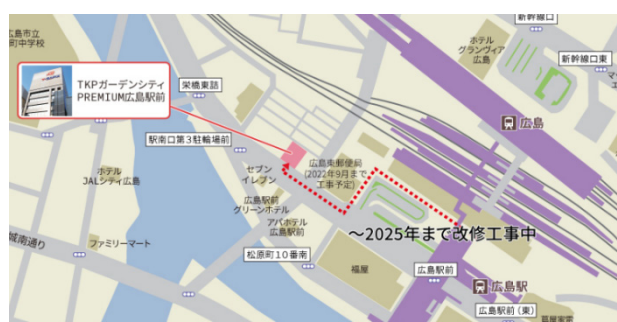 広島市立
町中学校
TKPガーデンシティ
PREMIUM広島駅前
栄橋東詰
新幹線口
ホテル
グランヴィア
広島
新幹線口東
広島
駅南口第3駐輪場前
ホテル
JALシティ広島
セブン
イレブン
広島東郵便局
(2022年9月まで
工事予定)
広島駅前
グリーンホテル
アパホテル
広島駅前
～2025年まで改修工事中
城南通り
ファミリーマート
松原町10番南
福屋
広島駅前
広島駅
広島駅前(東)